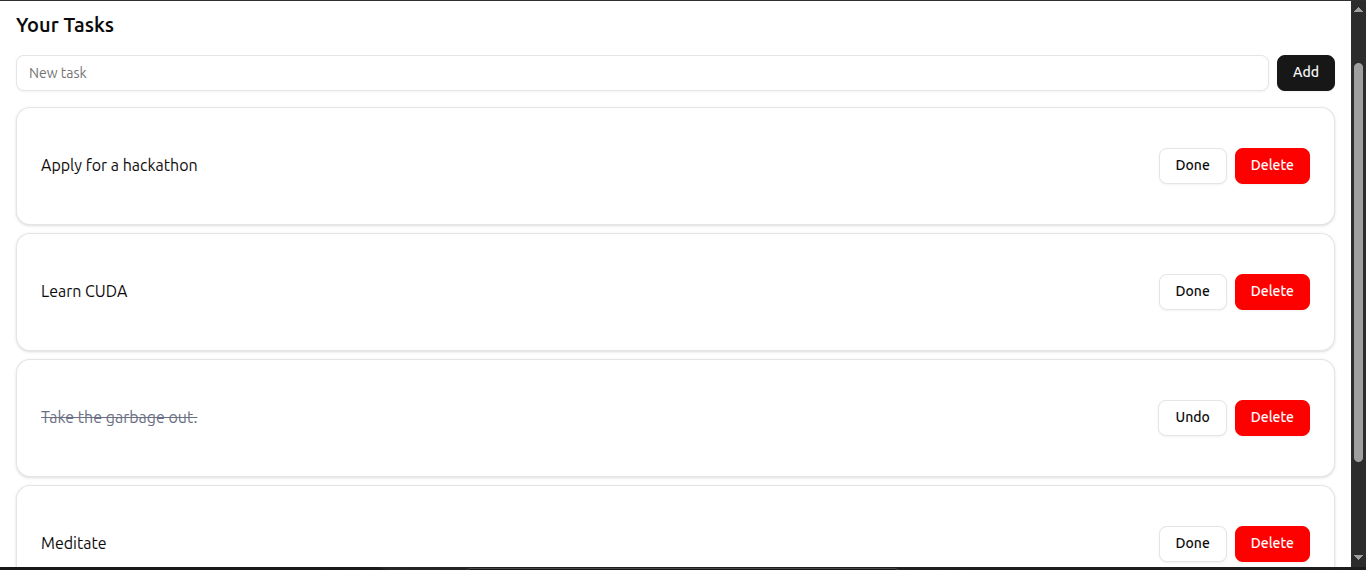 Your Tasks
New task Add
Apply for a hackathon Done Delete
Learn CUDA Done Delete
Take the garbage out. Undo Delete
Meditate Done Delete